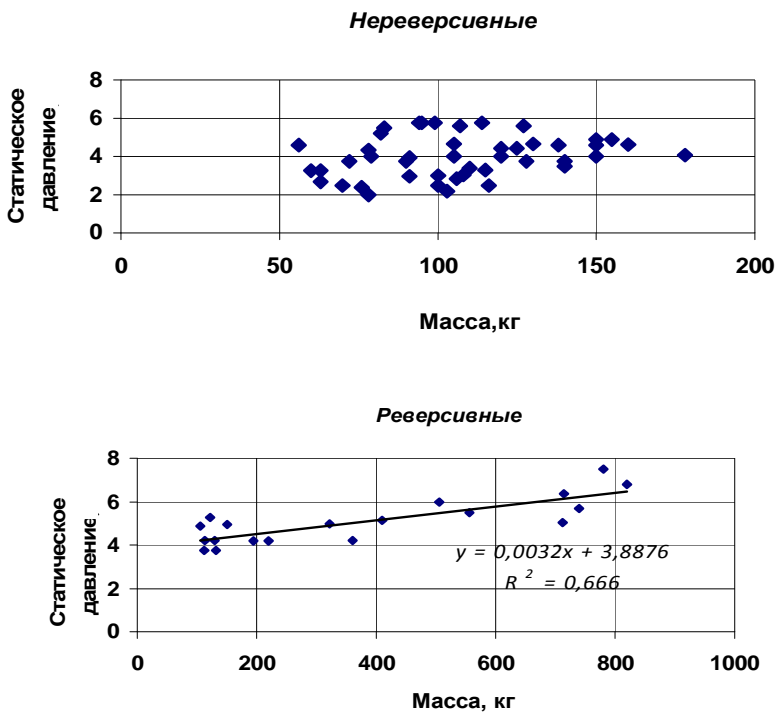 Нереверсивные
Статическое
давление
8
6
4
2
0
0 50 100 150 200
Масса,кг
Реверсивные
Статическое
давление
8
6
4
2
0
y = 0,0032x + 3,8876
R ² = 0,666
0 200 400 600 800 1000
Масса, кг